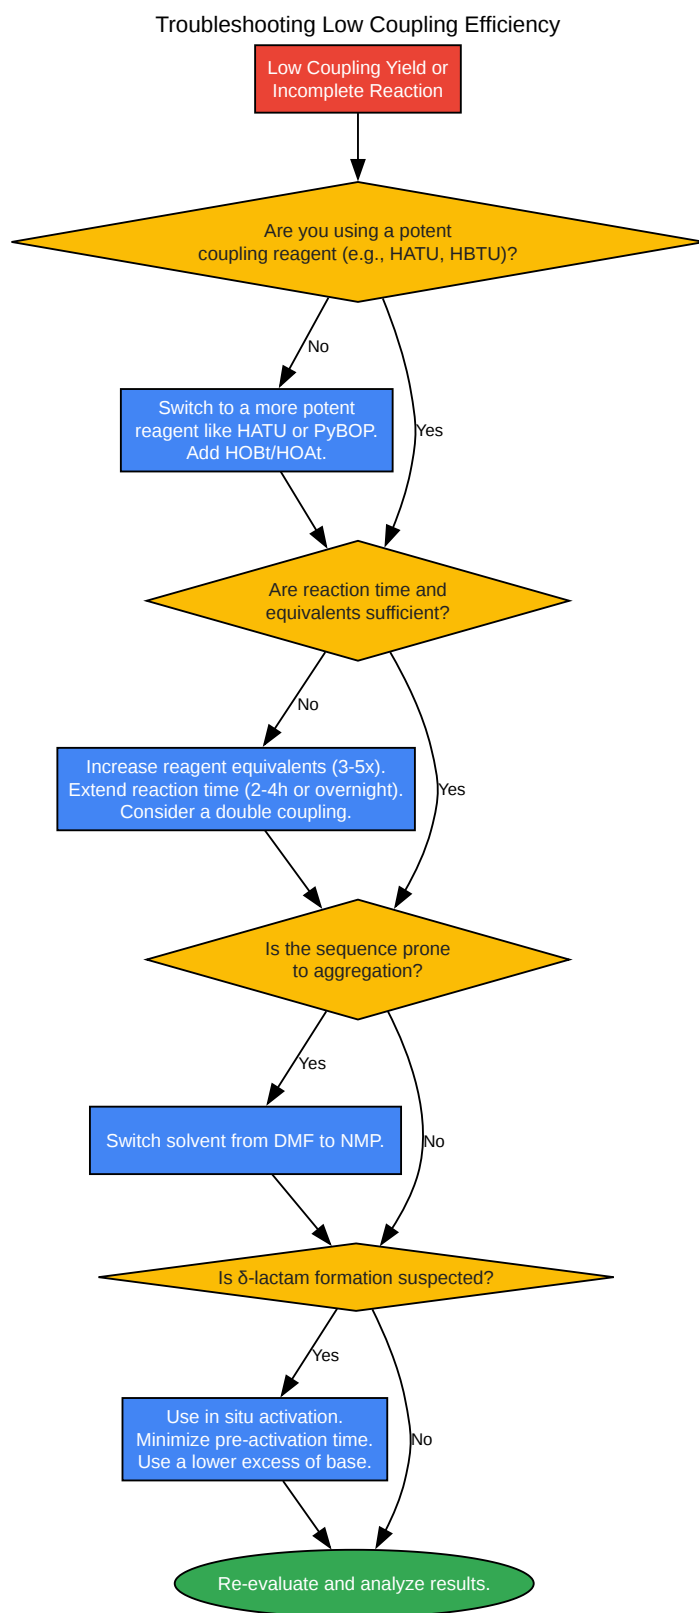 Troubleshooting Low Coupling Efficiency
Low Coupling Yield or
Incomplete Reaction
Are you using a potent
coupling reagent (e.g., HATU, HBTU)?
No
Yes
Switch to a more potent
reagent like HATU or PyBOP.
Add HOBt/HOAt.
Are reaction time and
equivalents sufficient?
No
Yes
Increase reagent equivalents (3-5x).
Extend reaction time (2-4h or overnight).
Consider a double coupling.
Is the sequence prone
to aggregation?
Yes
No
Switch solvent from DMF to NMP.
Is δ-lactam formation suspected?
Yes
No
Use in situ activation.
Minimize pre-activation time.
Use a lower excess of base.
Re-evaluate and analyze results.